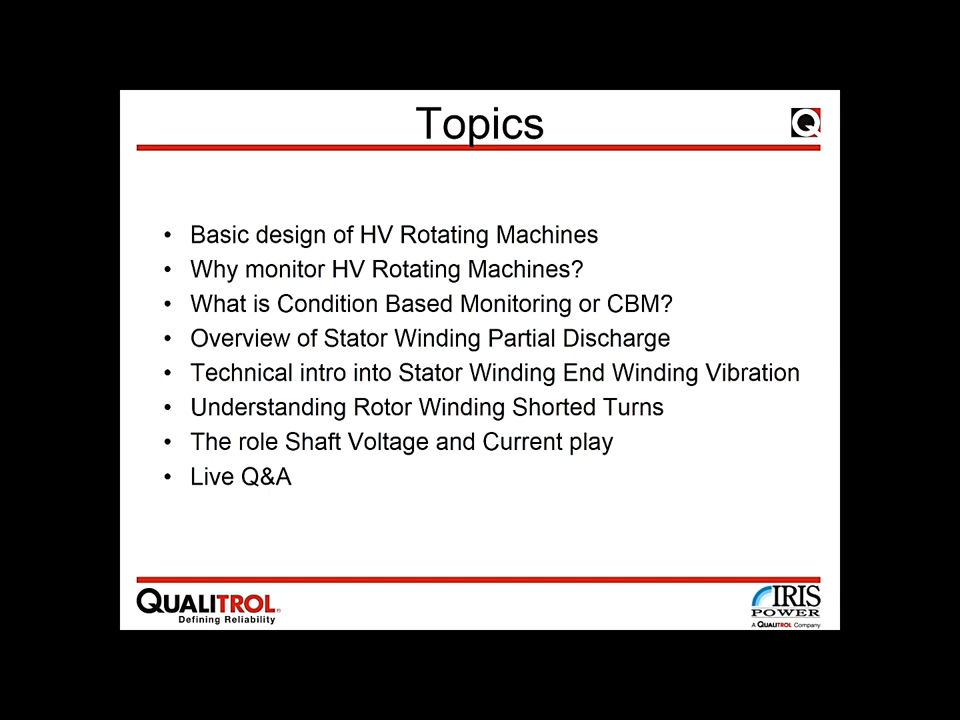 Topics
Q
• Basic design of HV Rotating Machines
• Why monitor HV Rotating Machines?
• What is Condition Based Monitoring or CBM?
• Overview of Stator Winding Partial Discharge
• Technical intro into Stator Winding End Winding Vibration
• Understanding Rotor Winding Shorted Turns
• The role Shaft Voltage and Current play
• Live Q&A
QUALITROL®
Defining Reliability
IRIS
POWER
A QUALITROL Company